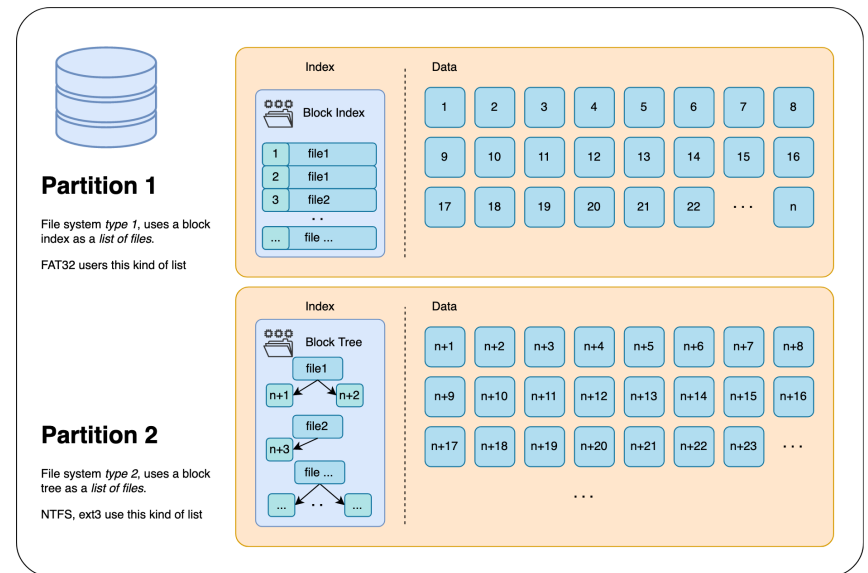 Partition 1
File system type 1, uses a block
index as a list of files.
FAT32 users this kind of list
Index
Data
Block Index
1 file1
2 file1
3 file2
. .
... file ...
1 2 3 4 5 6 7 8
9 10 11 12 13 14 15 16
17 18 19 20 21 22 . . . n
Partition 2
File system type 2, uses a block
tree as a list of files.
NTFS, ext3 use this kind of list
Index
Data
Block Tree
file1
n+1 n+2
file2
n+3
file ...
... . . ...
n+1 n+2 n+3 n+4 n+5 n+6 n+7 n+8
n+9 n+10 n+11 n+12 n+13 n+14 n+15 n+16
n+17 n+18 n+19 n+20 n+21 n+22 n+23 . . .
. . .